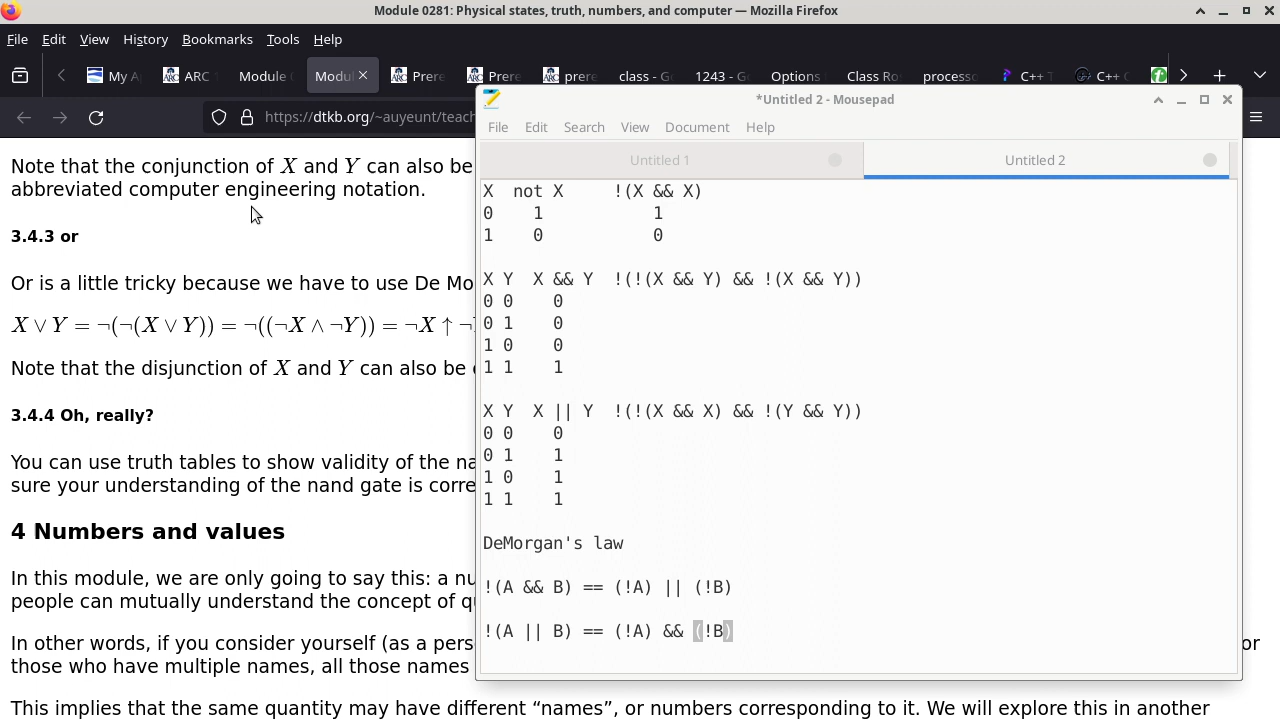 Module 0281: Physical states, truth, numbers, and computer — Mozilla Firefox
File Edit View History Bookmarks Tools Help
My A ARC Module Modul Prere Prere prere class - G 1243 - G Options Class Ro processo C++ T C++
https://dtkb.org/~auyeunt/teach
*Untitled 2 - Mousepad
File Edit Search View Document Help
Untitled 1 Untitled 2
Note that the conjunction of X and Y can also be
abbreviated computer engineering notation.
3.4.3 or
Or is a little tricky because we have to use De Mo
X ∨ Y = ¬(¬(X ∨ Y)) = ¬((¬X ∧ ¬Y)) = ¬X ↑ ¬
Note that the disjunction of X and Y can also be
3.4.4 Oh, really?
You can use truth tables to show validity of the na
sure your understanding of the nand gate is corre
4 Numbers and values
In this module, we are only going to say this: a nu
people can mutually understand the concept of q
In other words, if you consider yourself (as a pers or
those who have multiple names, all those names
This implies that the same quantity may have different “names”, or numbers corresponding to it. We will explore this in another
X not X !(X && X)
0 1 1
1 0 0
X Y X && Y !(!(X && Y) && !(X && Y))
0 0 0
0 1 0
1 0 0
1 1 1
X Y X || Y !(!(X && X) && !(Y && Y))
0 0 0
0 1 1
1 0 1
1 1 1
DeMorgan's law
!(A && B) == (!A) || (!B)
!(A || B) == (!A) && (!B)